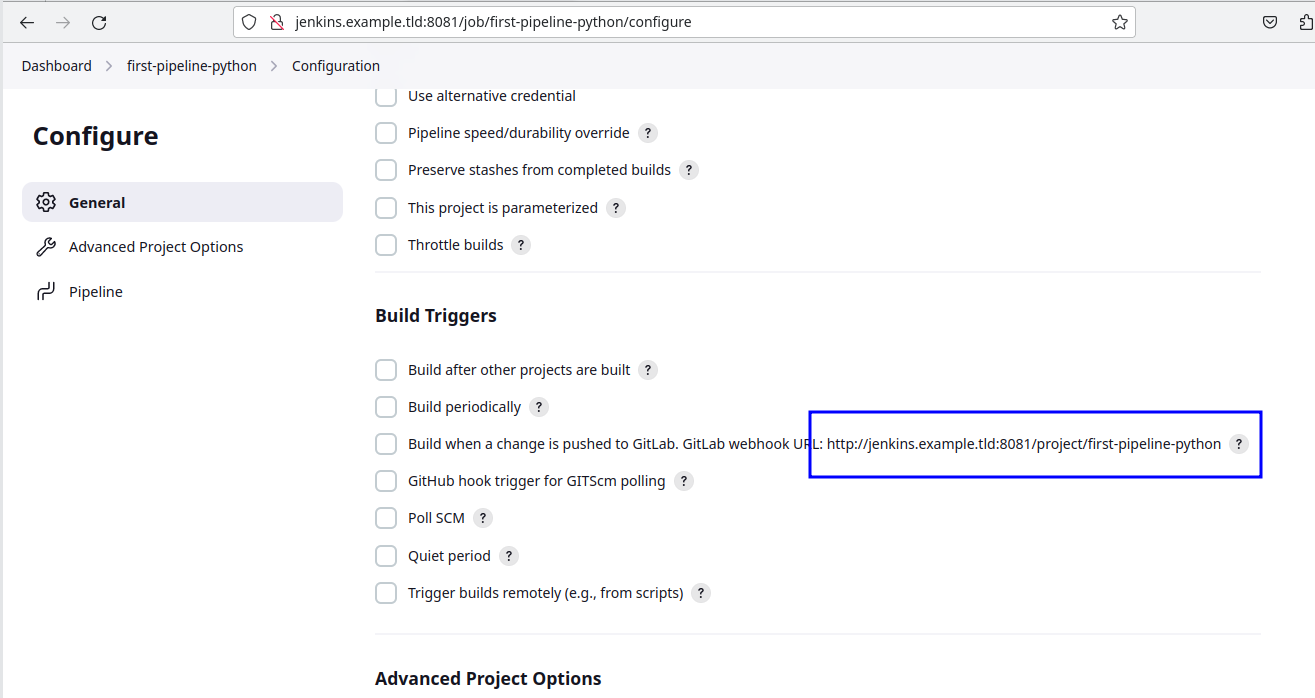 jenkins.example.tld:8081/job/first-pipeline-python/configure
Dashboard > first-pipeline-python > Configuration
Configure
General
Advanced Project Options
Pipeline
Use alternative credential
Pipeline speed/durability override ?
Preserve stashes from completed builds ?
This project is parameterized ?
Throttle builds ?
Build Triggers
Build after other projects are built ?
Build periodically ?
Build when a change is pushed to GitLab. GitLab webhook URL: http://jenkins.example.tld:8081/project/first-pipeline-python ?
GitHub hook trigger for GITScm polling ?
Poll SCM ?
Quiet period ?
Trigger builds remotely (e.g., from scripts) ?
Advanced Project Options